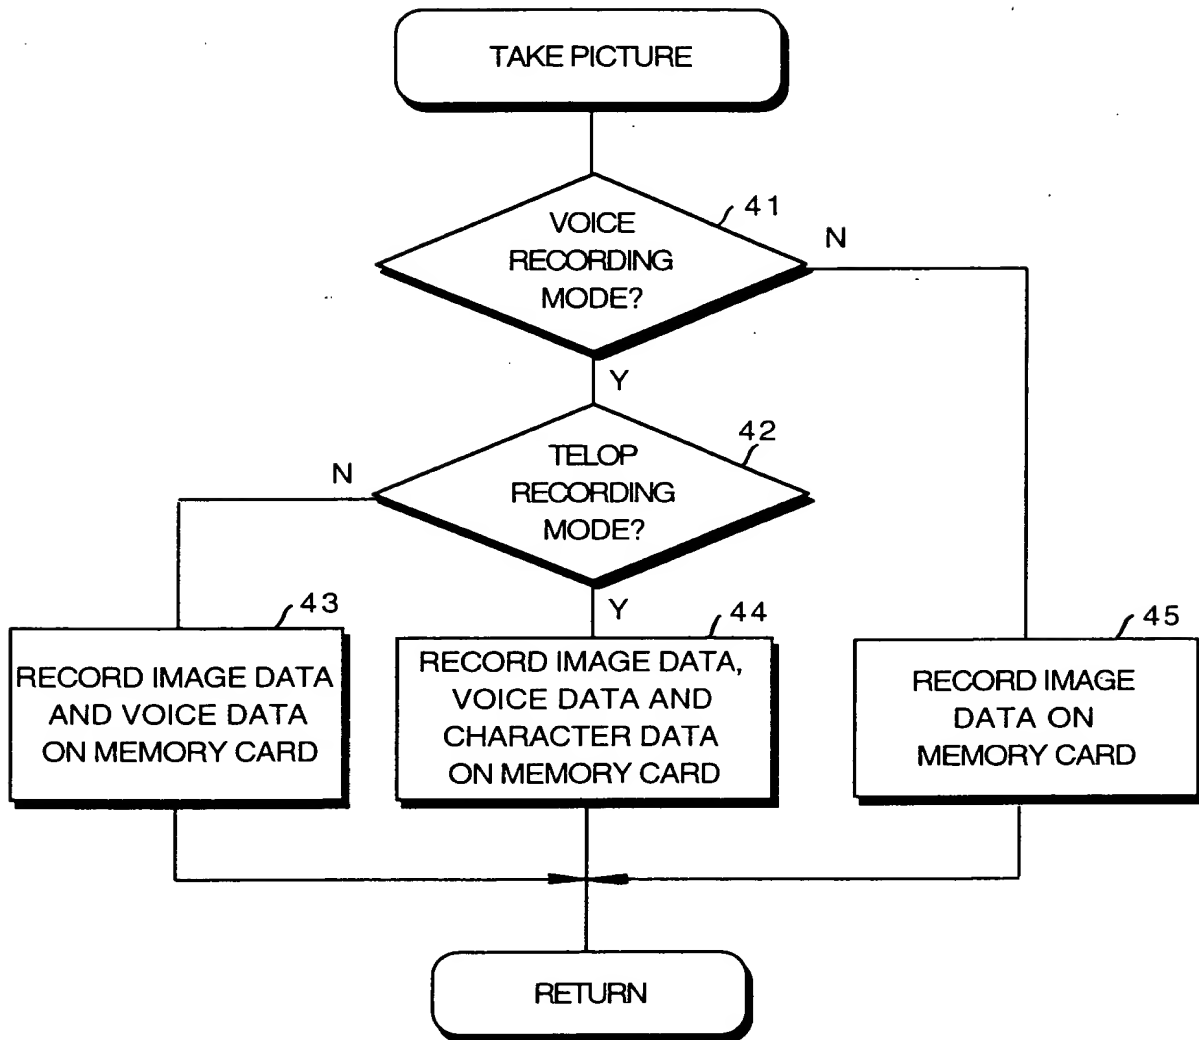 TAKE PICTURE
41
VOICE
RECORDING
MODE?
N
Y
42
TELOP
RECORDING
MODE?
N
Y
43
RECORD IMAGE DATA
AND VOICE DATA
ON MEMORY CARD
44
RECORD IMAGE DATA,
VOICE DATA AND
CHARACTER DATA
ON MEMORY CARD
45
RECORD IMAGE
DATA ON
MEMORY CARD
RETURN